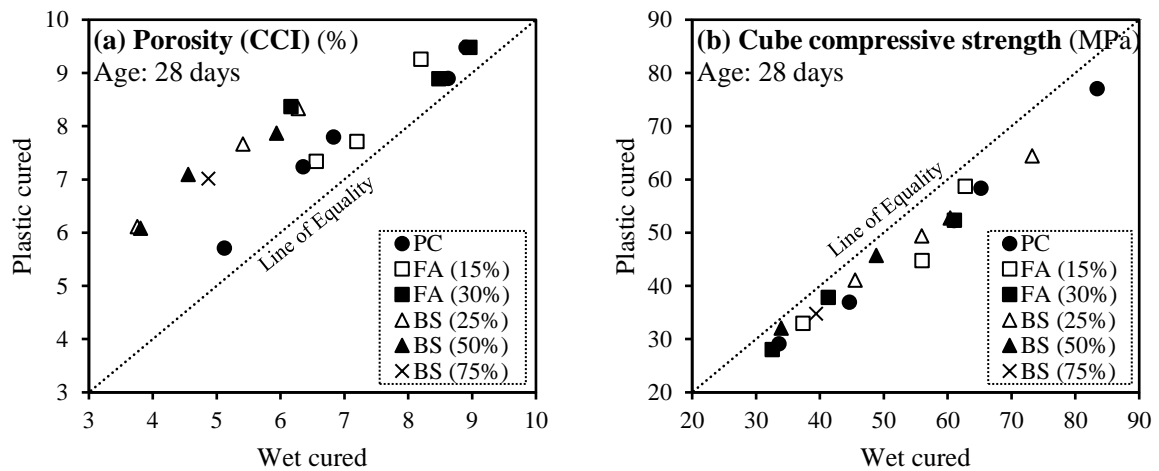 (a) Porosity (CCI) (%)
Age: 28 days
10
9
8
7
6
5
4
3
Plastic cured
Line of Equality
PC
FA (15%)
FA (30%)
BS (25%)
BS (50%)
BS (75%)
3 4 5 6 7 8 9 10
Wet cured
(b) Cube compressive strength (MPa)
Age: 28 days
90
80
70
60
50
40
30
20
Plastic cured
Line of Equality
PC
FA (15%)
FA (30%)
BS (25%)
BS (50%)
BS (75%)
20 30 40 50 60 70 80 90
Wet cured